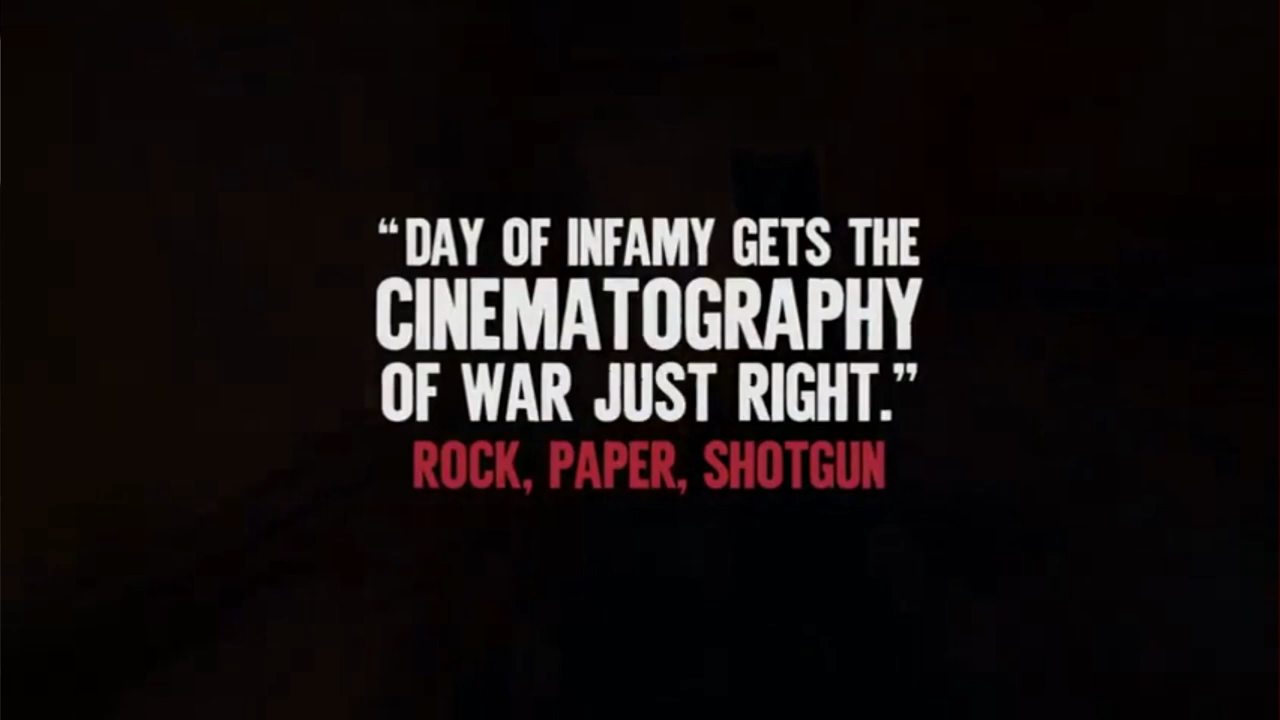 “DAY OF INFAMY GETS THE
CINEMATOGRAPHY
OF WAR JUST RIGHT.”
ROCK, PAPER, SHOTGUN